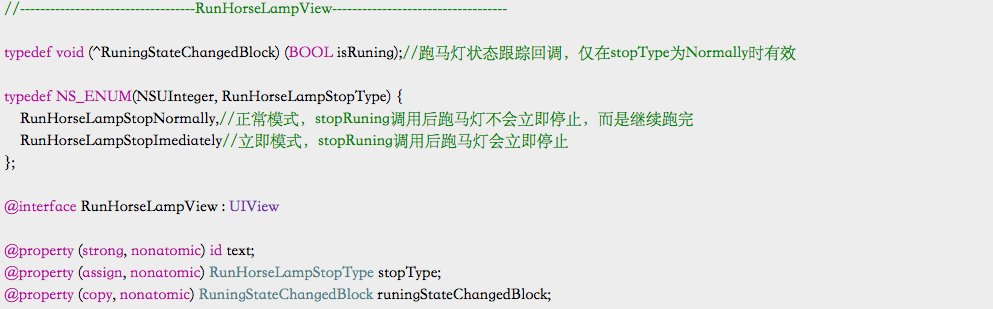 //-----------------------------------RunHorseLampView-----------------------------------
typedef void (^RuningStateChangedBlock) (BOOL isRuning);//跑马灯状态跟踪回调，仅在stopType为Normally时有效
typedef NS_ENUM(NSUInteger, RunHorseLampStopType) {
RunHorseLampStopNormally,//正常模式，stopRuning调用后跑马灯不会立即停止，而是继续跑完
RunHorseLampStopImediately//立即模式，stopRuning调用后跑马灯会立即停止
};
@interface RunHorseLampView : UIView
@property (strong, nonatomic) id text;
@property (assign, nonatomic) RunHorseLampStopType stopType;
@property (copy, nonatomic) RuningStateChangedBlock runingStateChangedBlock;